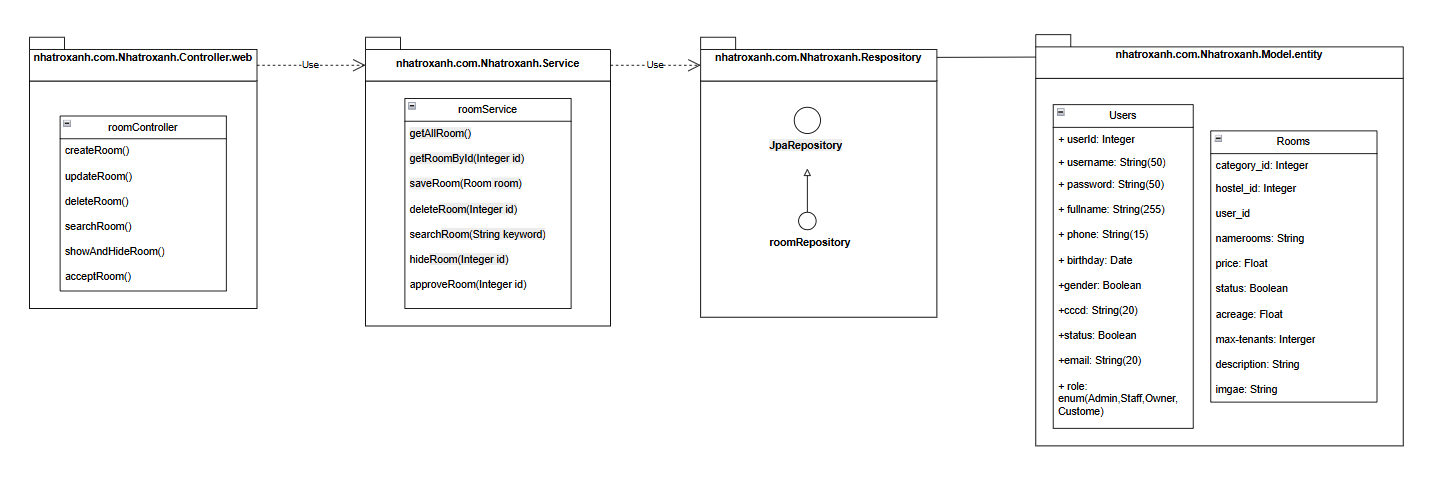 nhatroxanh.com.Nhatroxanh.Controller.web
roomController
createRoom()
updateRoom()
deleteRoom()
searchRoom()
showAndHideRoom()
acceptRoom()
Use
nhatroxanh.com.Nhatroxanh.Service
roomService
getAllRoom()
getRoomById(Integer id)
saveRoom(Room room)
deleteRoom(Integer id)
searchRoom(String keyword)
hideRoom(Integer id)
approveRoom(Integer id)
Use
nhatroxanh.com.Nhatroxanh.Respository
JpaRepository
roomRepository
nhatroxanh.com.Nhatroxanh.Model.entity
Users
+ userId: Integer
+ username: String(50)
+ password: String(50)
+ fullname: String(255)
+ phone: String(15)
+ birthday: Date
+gender: Boolean
+cccd: String(20)
+status: Boolean
+email: String(20)
+ role:
enum(Admin,Staff,Owner,
Custome)
Rooms
category_id: Integer
hostel_id: Integer
user_id
namerooms: String
price: Float
status: Boolean
acreage: Float
max-tenants: Interger
description: String
imgae: String